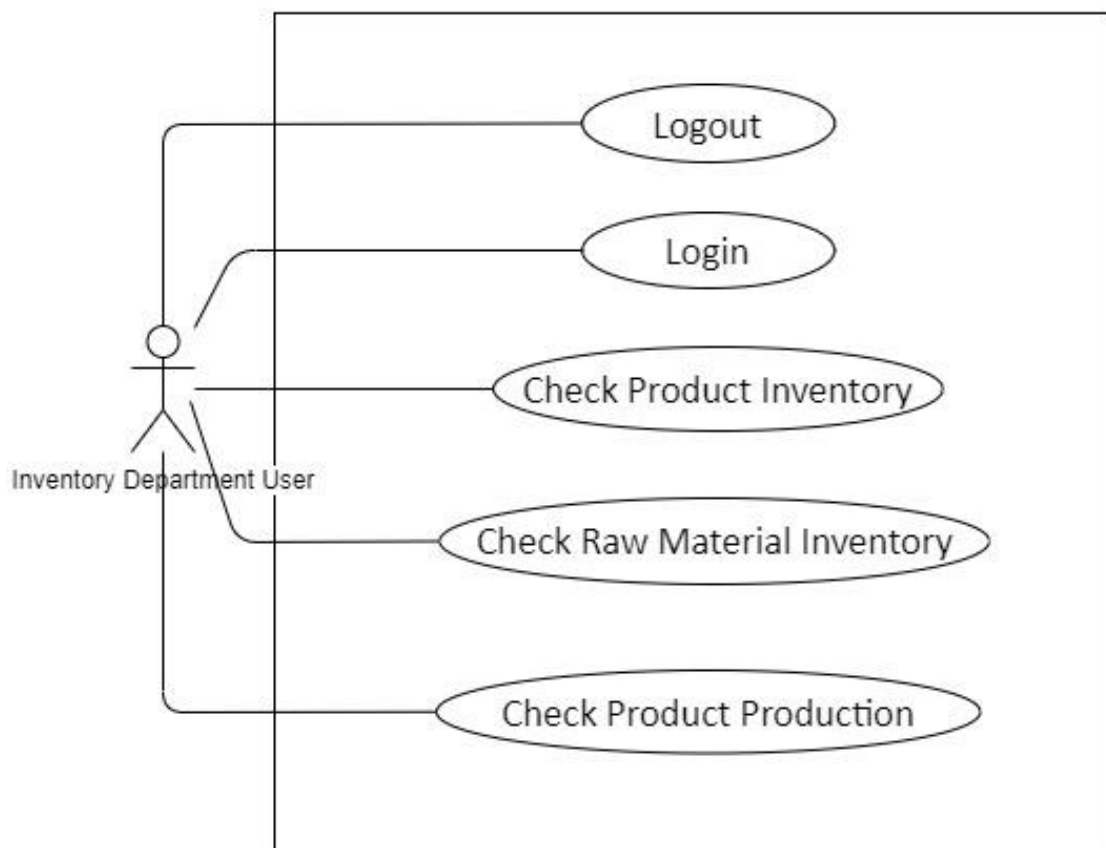 Logout
Login
Check Product Inventory
Inventory Department User
Check Raw Material Inventory
Check Product Production